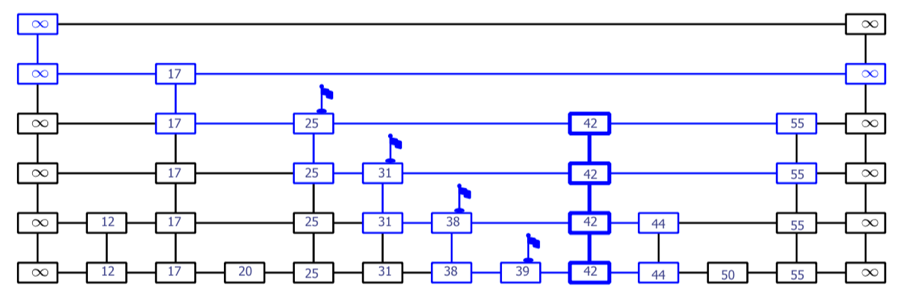 ∞ ∞
∞ 17 ∞
∞ 17 25 42 55 ∞
∞ 17 25 31 42 55 ∞
∞ 12 17 25 31 38 42 44 55 ∞
∞ 12 17 20 25 31 38 39 42 44 50 55 ∞